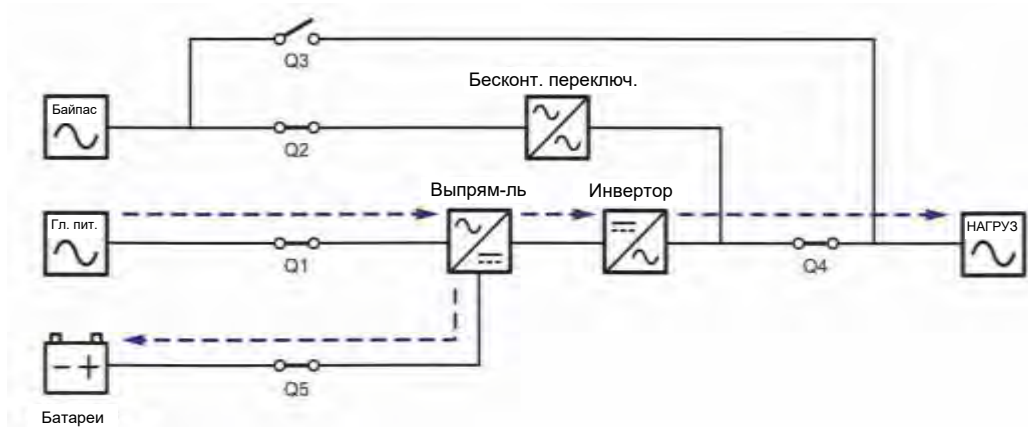 Q3
Бесконт. переключ.
Байпас
Q2
Выпрям-ль
Инвертор
Гл. пит.
НАГРУЗ
Q1
Q4
Q5
Батареи